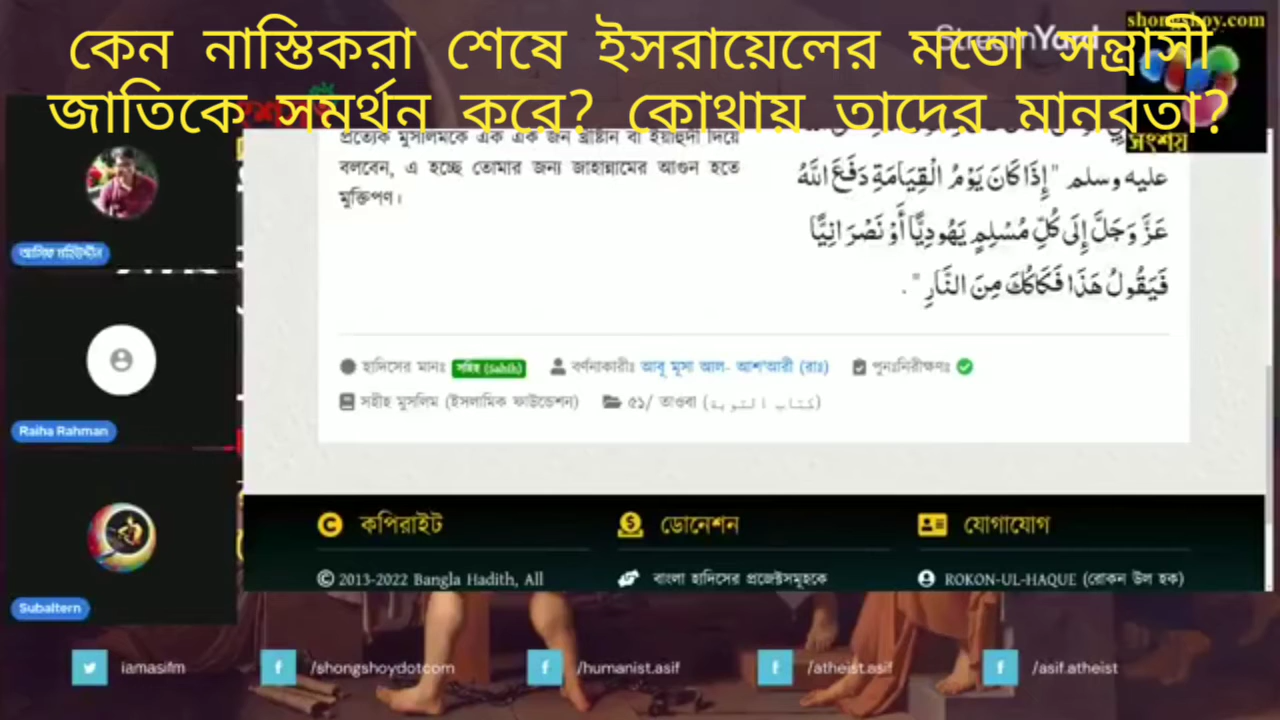 কেন নাস্তিকরা শেষে ইসরায়েলের মতো সন্ত্রাসী
জাতিকে সমর্থন করে? কোথায় তাদের মানবতা?
shongshoy.com
StreamYard
সংশয়
প্রত্যেক মুসলিমকে এক এক জন খ্রীষ্টান বা ইয়াহুদী দিয়ে
বলবেন, এ হচ্ছে তোমার জন্য জাহান্নামের আগুন হতে
মুক্তিপণ।
عليه وسلم " إِذَا كَانَ يَوْمُ الْقِيَامَةِ دَفَعَ اللَّهُ
عَزَّ وَجَلَّ إِلَى كُلِّ مُسْلِمٍ يَهُودِيًّا أَوْ نَصْرَانِيًّا
فَيَقُولُ هَذَا فَكَاكُكَ مِنَ النَّارِ " .
হাদিসের মানঃ সহিহ (Sahih) বর্ণনাকারীঃ আবূ মূসা আল- আশ'আরী (রাঃ) পুনঃনিরীক্ষণঃ
সহীহ মুসলিম (ইসলামিক ফাউন্ডেশন) ৫১/ তাওবা (كتاب التوبة)
আসিফ মহিউদ্দীন
Raiha Rahman
Subaltern
কপিরাইট ডোনেশন যোগাযোগ
© 2013-2022 Bangla Hadith, All বাংলা হাদিসের প্রজেক্টসমূহকে ROKON-UL-HAQUE (রোকন উল হক)
iamasifm /shongshoydotcom /humanist.asif /atheist.asif /asif.atheist